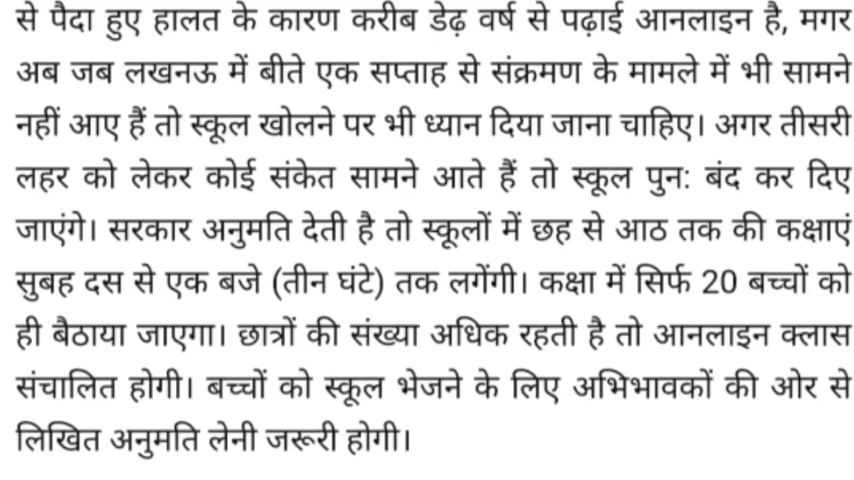 से पैदा हुए हालत के कारण करीब डेढ़ वर्ष से पढ़ाई आनलाइन है, मगर
अब जब लखनऊ में बीते एक सप्ताह से संक्रमण के मामले में भी सामने
नहीं आए हैं तो स्कूल खोलने पर भी ध्यान दिया जाना चाहिए। अगर तीसरी
लहर को लेकर कोई संकेत सामने आते हैं तो स्कूल पुन: बंद कर दिए
जाएंगे। सरकार अनुमति देती है तो स्कूलों में छह से आठ तक की कक्षाएं
सुबह दस से एक बजे (तीन घंटे) तक लगेंगी। कक्षा में सिर्फ 20 बच्चों को
ही बैठाया जाएगा। छात्रों की संख्या अधिक रहती है तो आनलाइन क्लास
संचालित होगी। बच्चों को स्कूल भेजने के लिए अभिभावकों की ओर से
लिखित अनुमति लेनी जरूरी होगी।